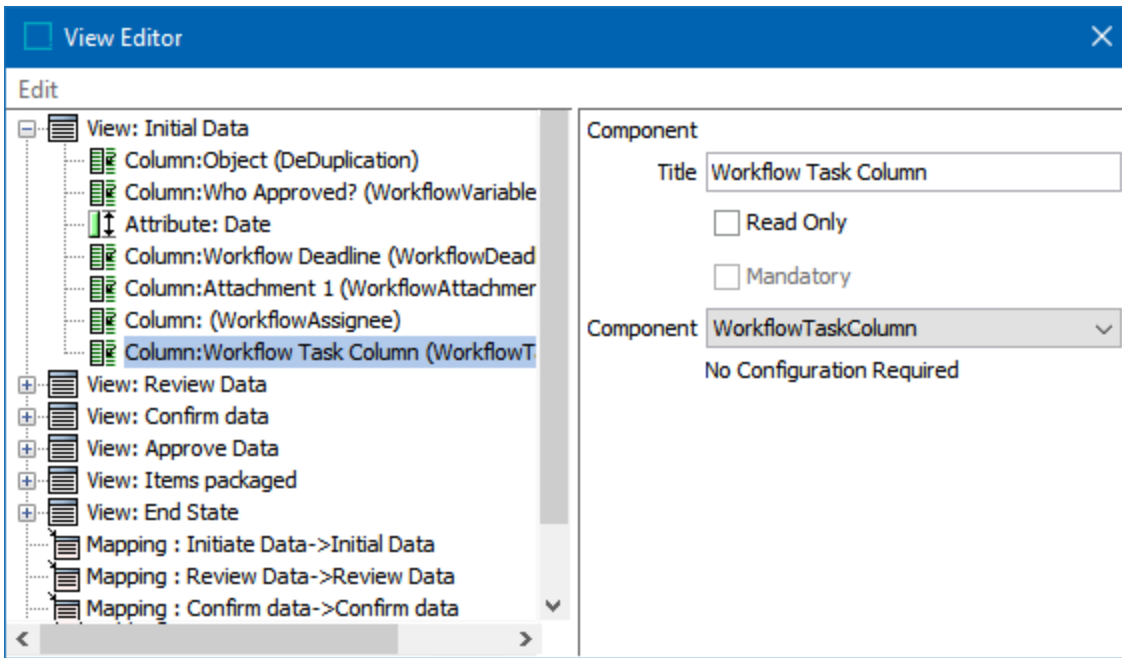 View Editor
Edit
View: Initial Data
Column:Object (DeDuplication)
Column:Who Approved? (WorkflowVariable
Attribute: Date
Column:Workflow Deadline (WorkflowDead
Column:Attachment 1 (WorkflowAttachmer
Column: (WorkflowAssignee)
Column:Workflow Task Column (WorkflowT
View: Review Data
View: Confirm data
View: Approve Data
View: Items packaged
View: End State
Mapping : Initiate Data->Initial Data
Mapping : Review Data->Review Data
Mapping : Confirm data->Confirm data
Component
Title Workflow Task Column
Read Only
Mandatory
Component WorkflowTaskColumn
No Configuration Required